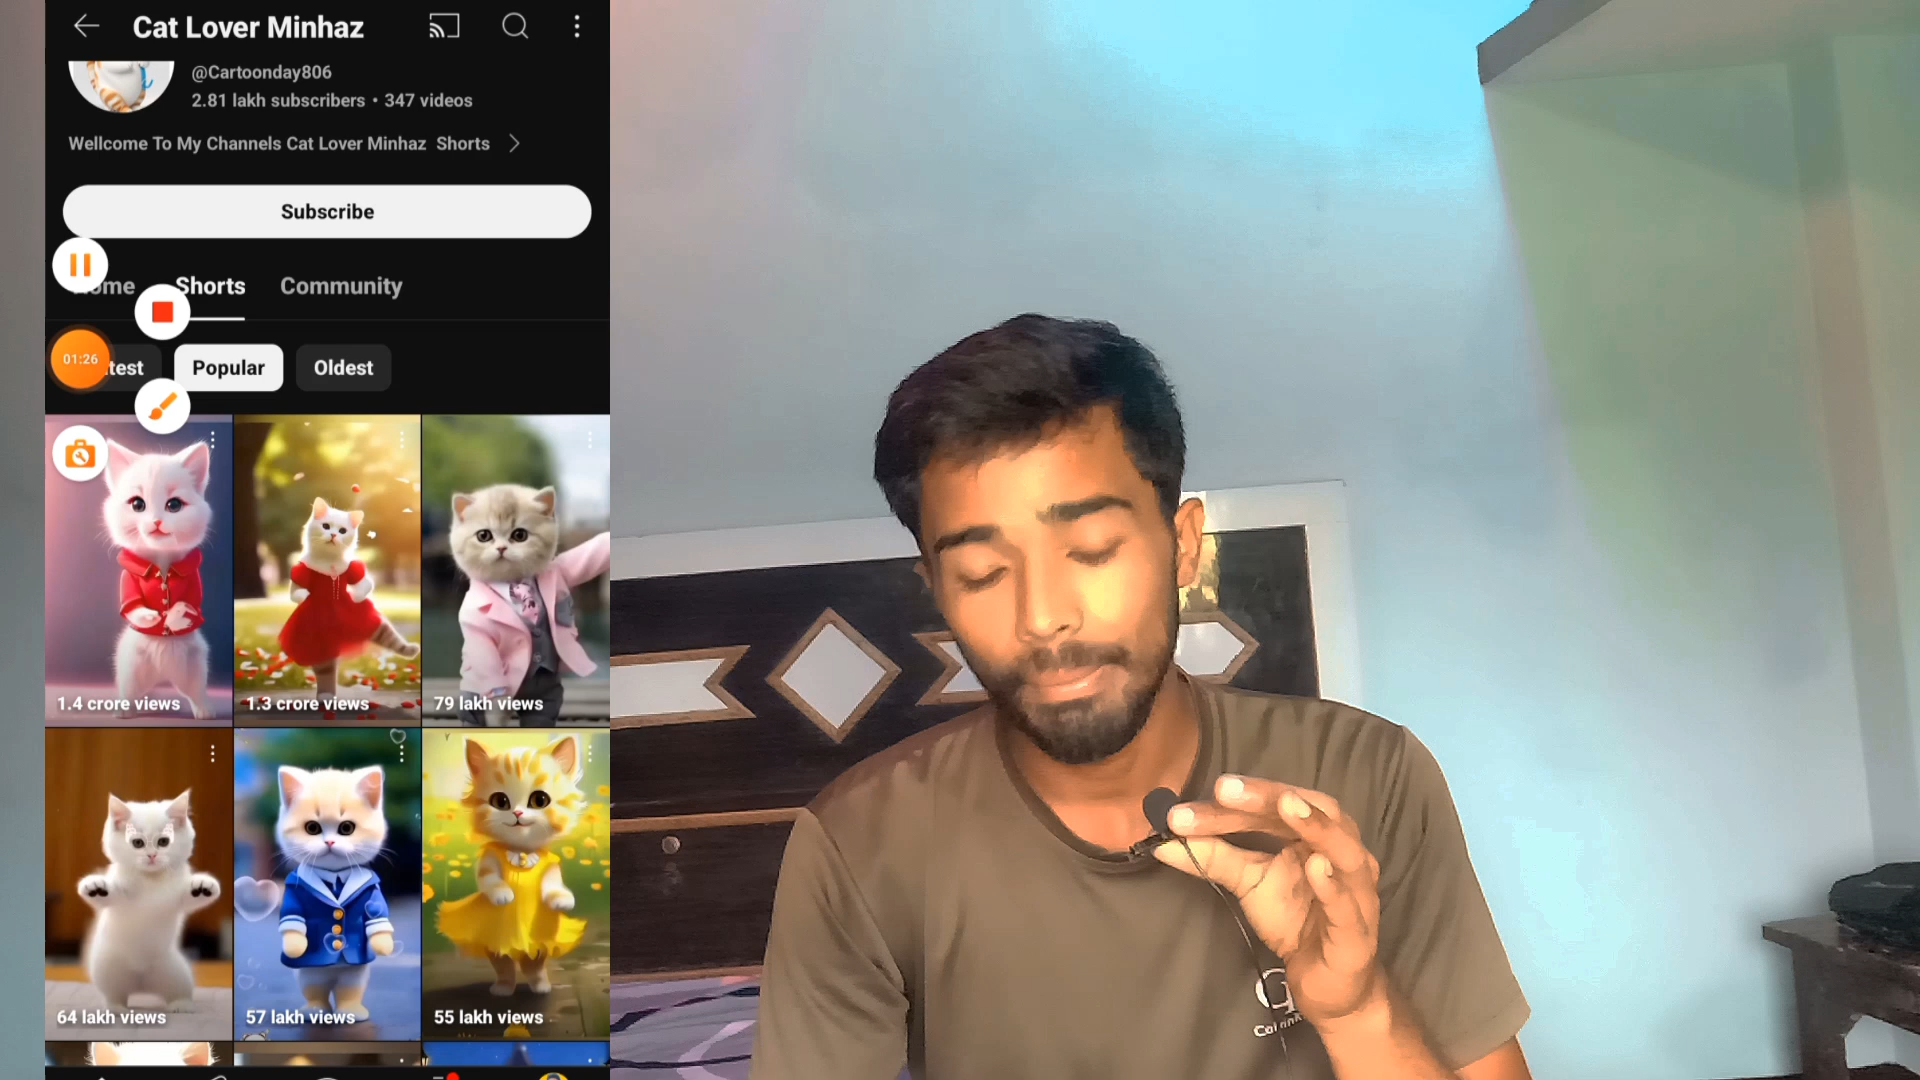 Cat Lover Minhaz
@Cartoonday806
2.81 lakh subscribers • 347 videos
Wellcome To My Channels Cat Lover Minhaz Shorts
Subscribe
Shorts
Community
01:26
Popular
Oldest
1.4 crore views
1.3 crore views
79 lakh views
64 lakh views
57 lakh views
55 lakh views